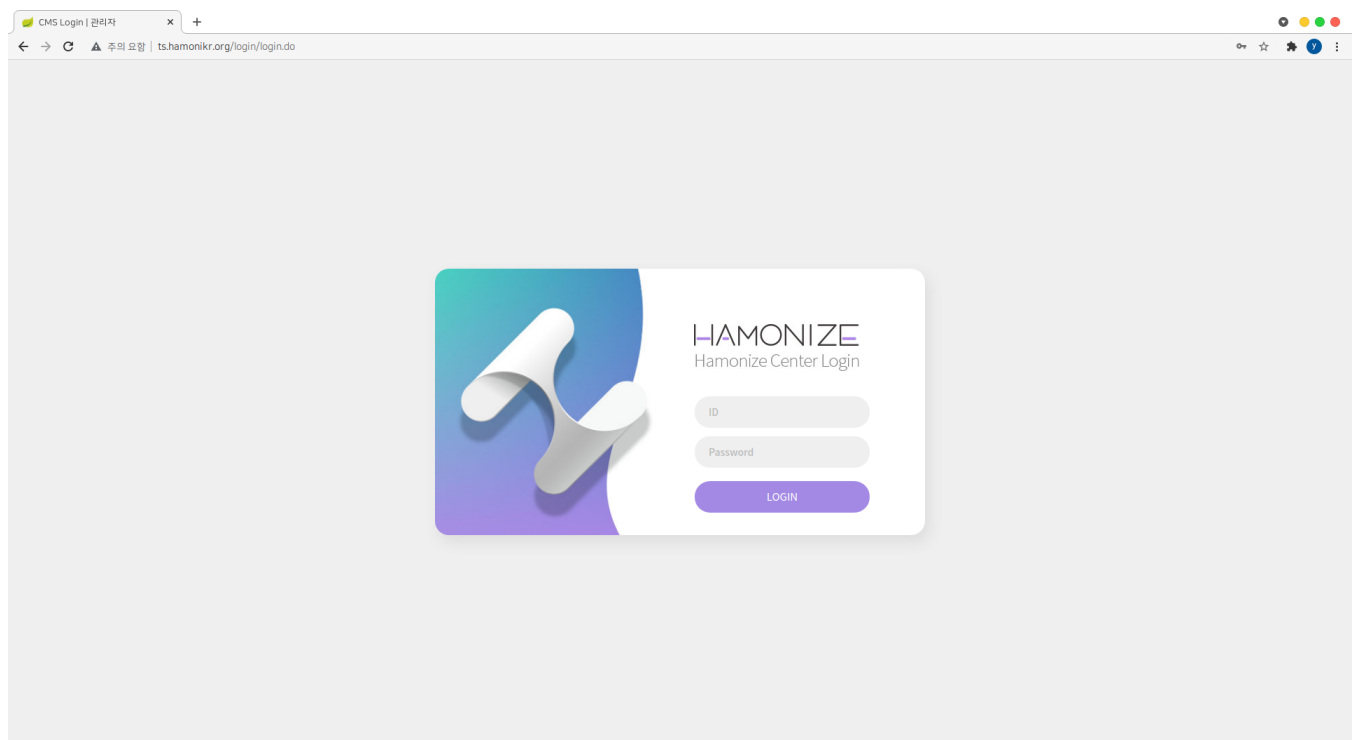 CMS Login | 관리자
주의 요함 ts.hamonikr.org/login/login.do
y
HAMONIZE
Hamonize Center Login
ID
Password
LOGIN